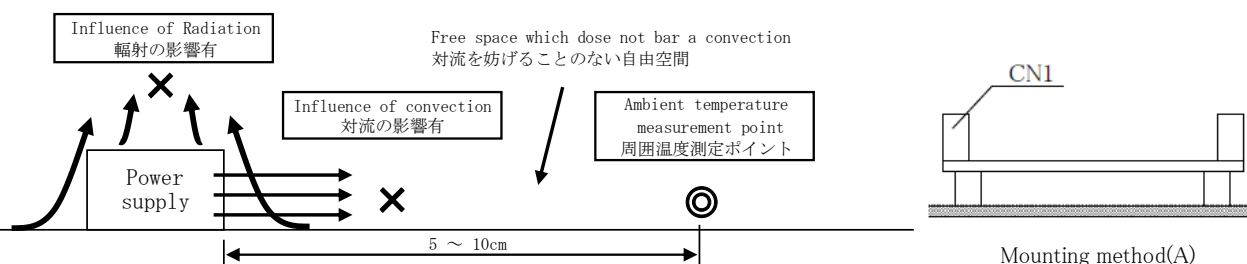 Influence of Radiation
輻射の影響有
Free space which dose not bar a convection
対流を妨げることのない自由空間
Influence of convection
対流の影響有
Ambient temperature
measurement point
周囲温度測定ポイント
Power
supply
5 ～ 10cm
CN1
Mounting method(A)